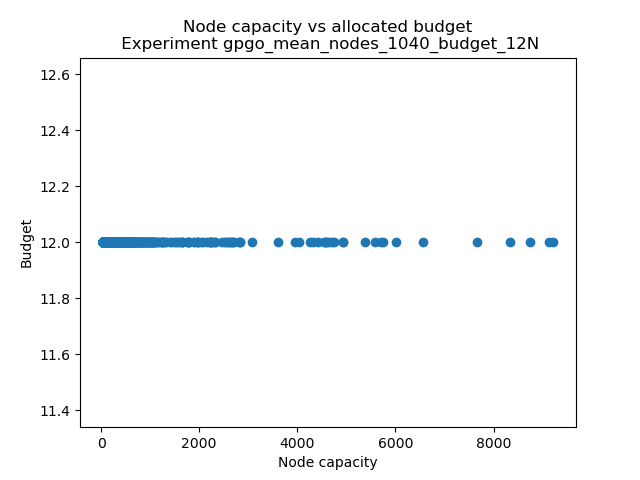 Node capacity vs allocated budget
Experiment gpgo_mean_nodes_1040_budget_12N
12.6
12.4
12.2
12.0
11.8
11.6
11.4
Budget
0 2000 4000 6000 8000
Node capacity